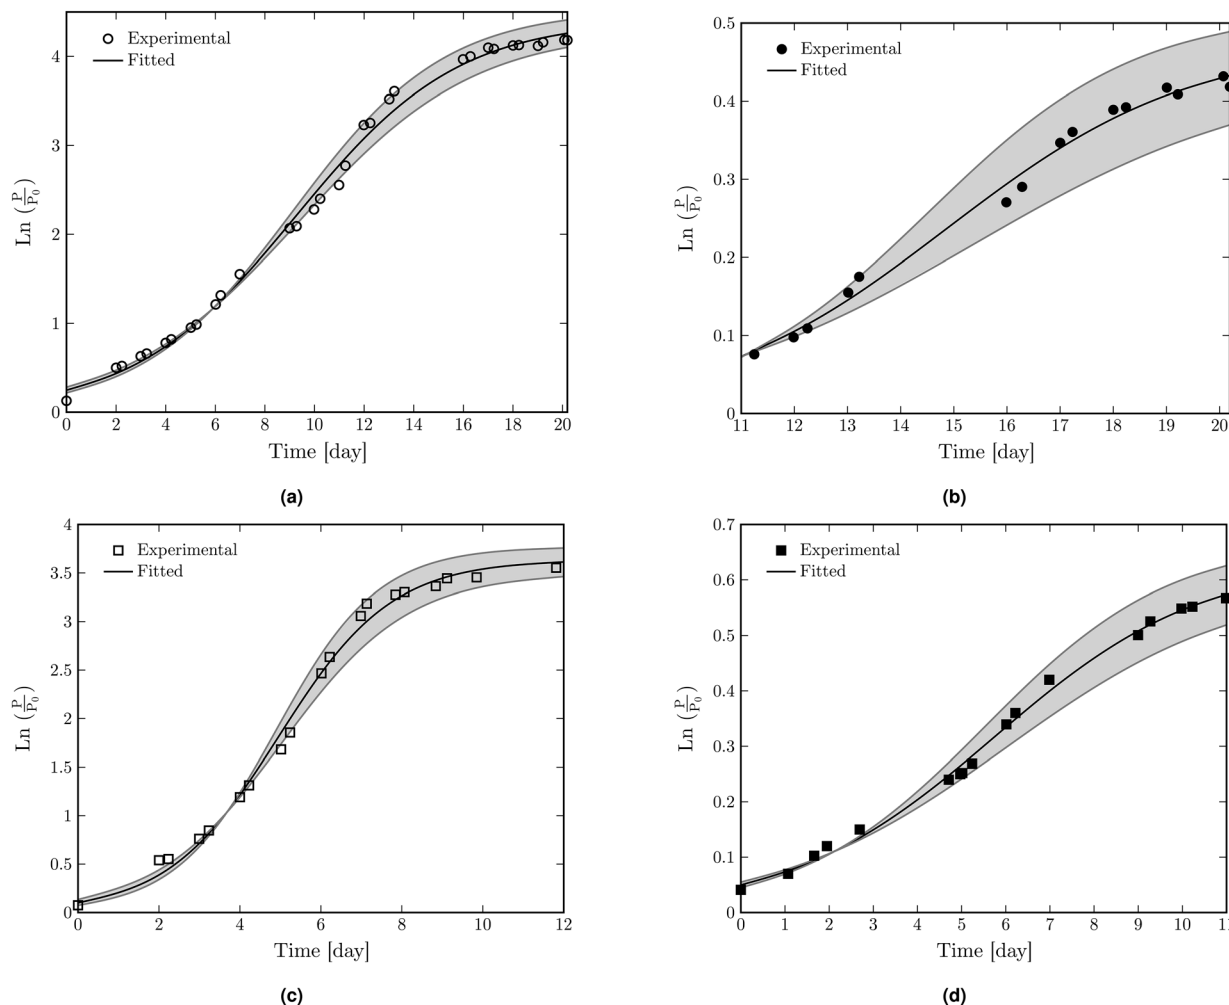 Experimental
Fitted
4
3
2
1
0
0 2 4 6 8 10 12 14 16 18 20
Ln (P/P0)
Time [day]
(a)
Experimental
Fitted
0.5
0.4
0.3
0.2
0.1
0
11 12 13 14 15 16 17 18 19 20
Ln (P/P0)
Time [day]
(b)
Experimental
Fitted
4
3.5
3
2.5
2
1.5
1
0.5
0
0 2 4 6 8 10 12
Ln (P/P0)
Time [day]
(c)
Experimental
Fitted
0.7
0.6
0.5
0.4
0.3
0.2
0.1
0
0 1 2 3 4 5 6 7 8 9 10 11
Ln (P/P0)
Time [day]
(d)